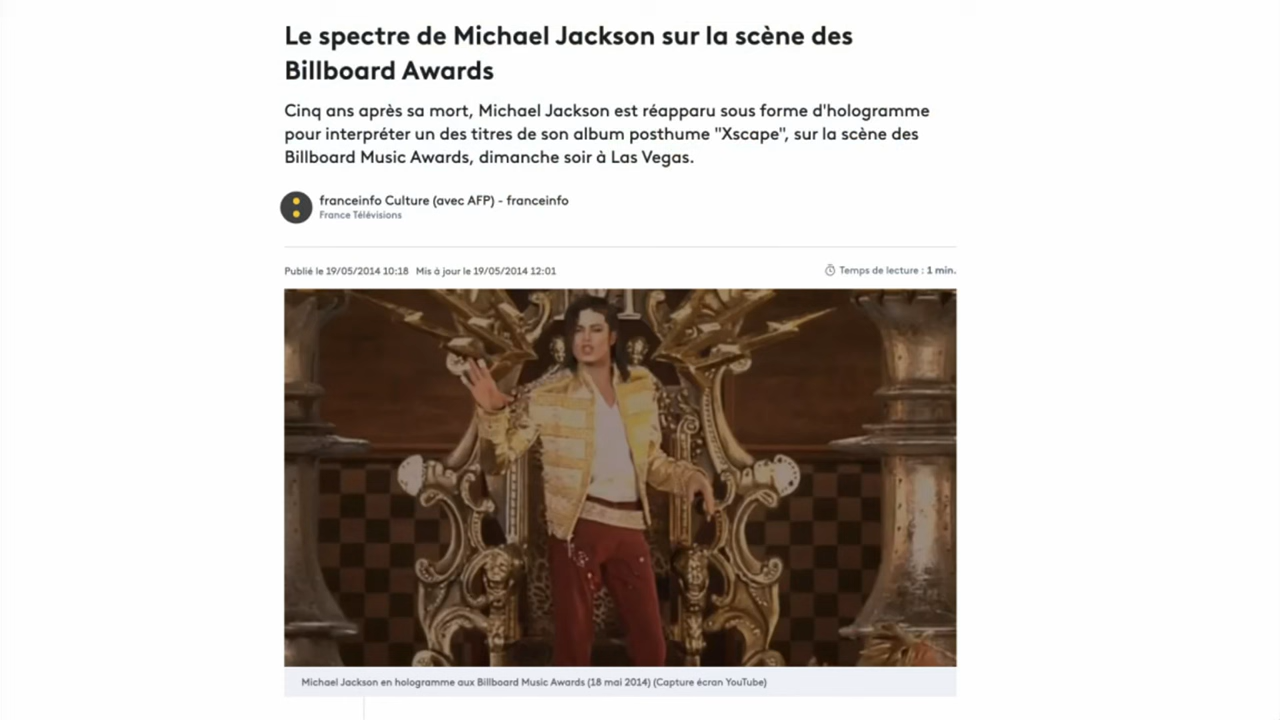 Le spectre de Michael Jackson sur la scène des
Billboard Awards
Cinq ans après sa mort, Michael Jackson est réapparu sous forme d'hologramme
pour interpréter un des titres de son album posthume "Xscape", sur la scène des
Billboard Music Awards, dimanche soir à Las Vegas.
franceinfo Culture (avec AFP) - franceinfo
France Télévisions
Publié le 19/05/2014 10:18 Mis à jour le 19/05/2014 12:01
Temps de lecture : 1 min.
Michael Jackson en hologramme aux Billboard Music Awards (18 mai 2014) (Capture écran YouTube)